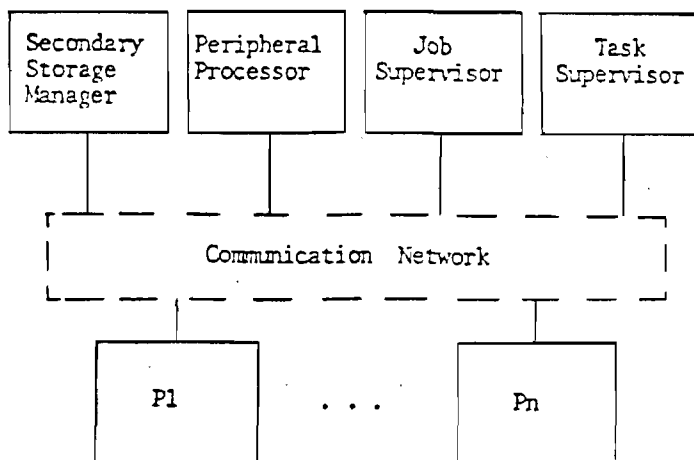 Secondary
Storage
Manager
Peripheral
Processor
Job
Supervisor
Task
Supervisor
Communication Network
P1
. . .
Pn